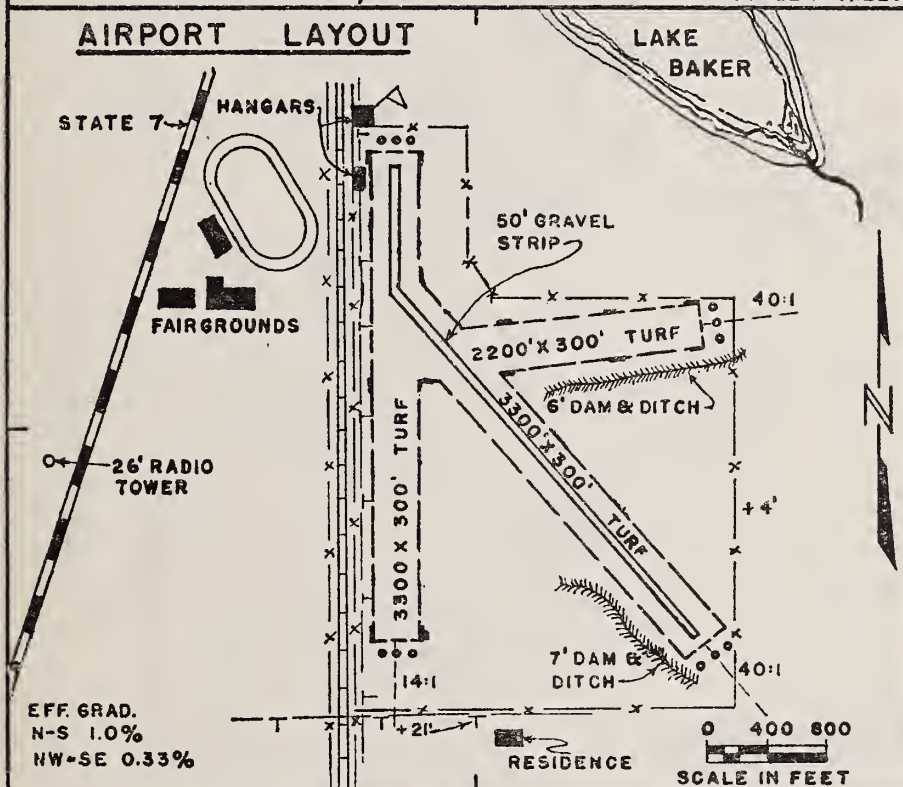 AIRPORT LAYOUT
LAKE
BAKER
STATE 7
HANGARS
50' GRAVEL
STRIP
40:1
2200' X 300' TURF
FAIRGROUNDS
6' DAM & DITCH
3300' X 300' TURF
3300' X 300' TURF
26' RADIO
TOWER
+4'
N
7' DAM &
DITCH
40:1
14:1
EFF. GRAD.
N-S 1.0%
NW-SE 0.33%
+21'
RESIDENCE
0 400 800
SCALE IN FEET